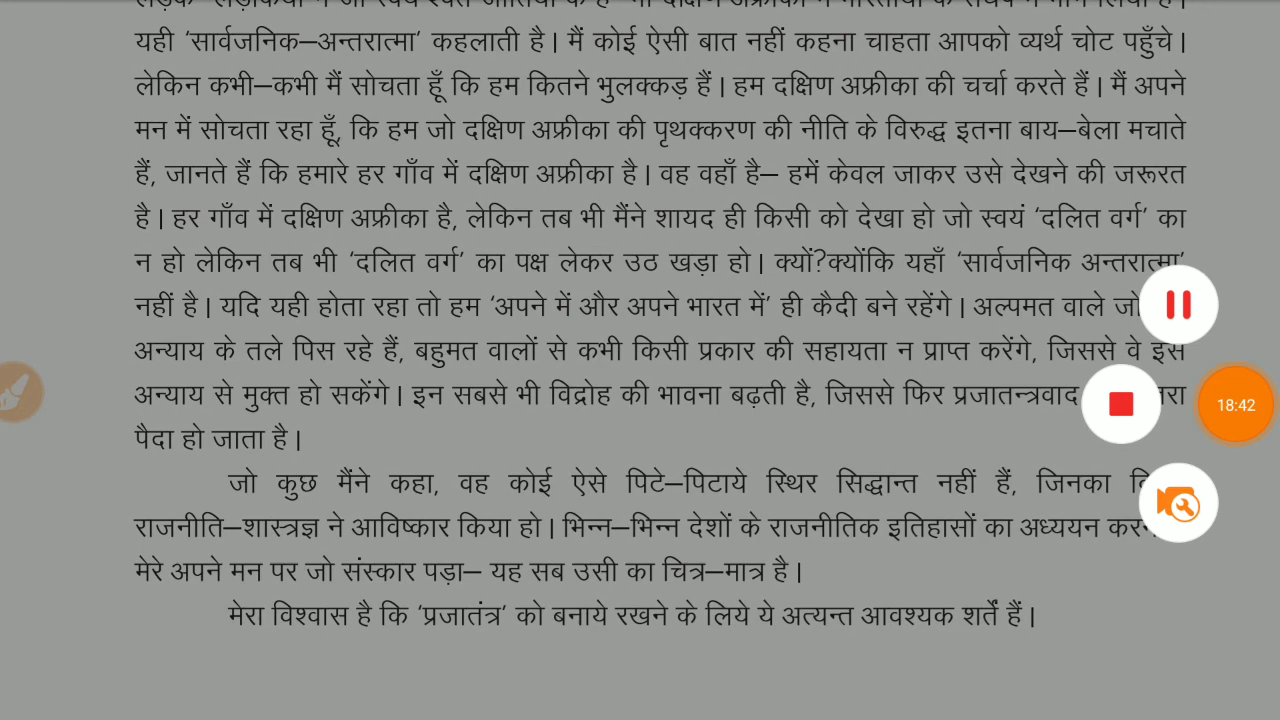 यही ‘सार्वजनिक–अन्तरात्मा’ कहलाती है। मैं कोई ऐसी बात नहीं कहना चाहता आपको व्यर्थ चोट पहुँचे।
लेकिन कभी–कभी मैं सोचता हूँ कि हम कितने भुलक्कड़ हैं। हम दक्षिण अफ्रीका की चर्चा करते हैं। मैं अपने
मन में सोचता रहा हूँ, कि हम जो दक्षिण अफ्रीका की पृथक्करण की नीति के विरुद्ध इतना बाय–बेला मचाते
हैं, जानते हैं कि हमारे हर गाँव में दक्षिण अफ्रीका है। वह वहाँ है– हमें केवल जाकर उसे देखने की जरूरत
है। हर गाँव में दक्षिण अफ्रीका है, लेकिन तब भी मैंने शायद ही किसी को देखा हो जो स्वयं ‘दलित वर्ग’ का
न हो लेकिन तब भी ‘दलित वर्ग’ का पक्ष लेकर उठ खड़ा हो। क्यों?क्योंकि यहाँ ‘सार्वजनिक अन्तरात्मा’
नहीं है। यदि यही होता रहा तो हम ‘अपने में और अपने भारत में’ ही कैदी बने रहेंगे। अल्पमत वाले जो
अन्याय के तले पिस रहे हैं, बहुमत वालों से कभी किसी प्रकार की सहायता न प्राप्त करेंगे, जिससे वे इस
अन्याय से मुक्त हो सकेंगे। इन सबसे भी विद्रोह की भावना बढ़ती है, जिससे फिर प्रजातन्त्रवाद
पैदा हो जाता है।
जो कुछ मैंने कहा, वह कोई ऐसे पिटे–पिटाये स्थिर सिद्धान्त नहीं हैं, जिनका
राजनीति–शास्त्रज्ञ ने आविष्कार किया हो। भिन्न–भिन्न देशों के राजनीतिक इतिहासों का अध्ययन
मेरे अपने मन पर जो संस्कार पड़ा– यह सब उसी का चित्र–मात्र है।
मेरा विश्वास है कि ‘प्रजातंत्र’ को बनाये रखने के लिये ये अत्यन्त आवश्यक शर्तें हैं।
18:42